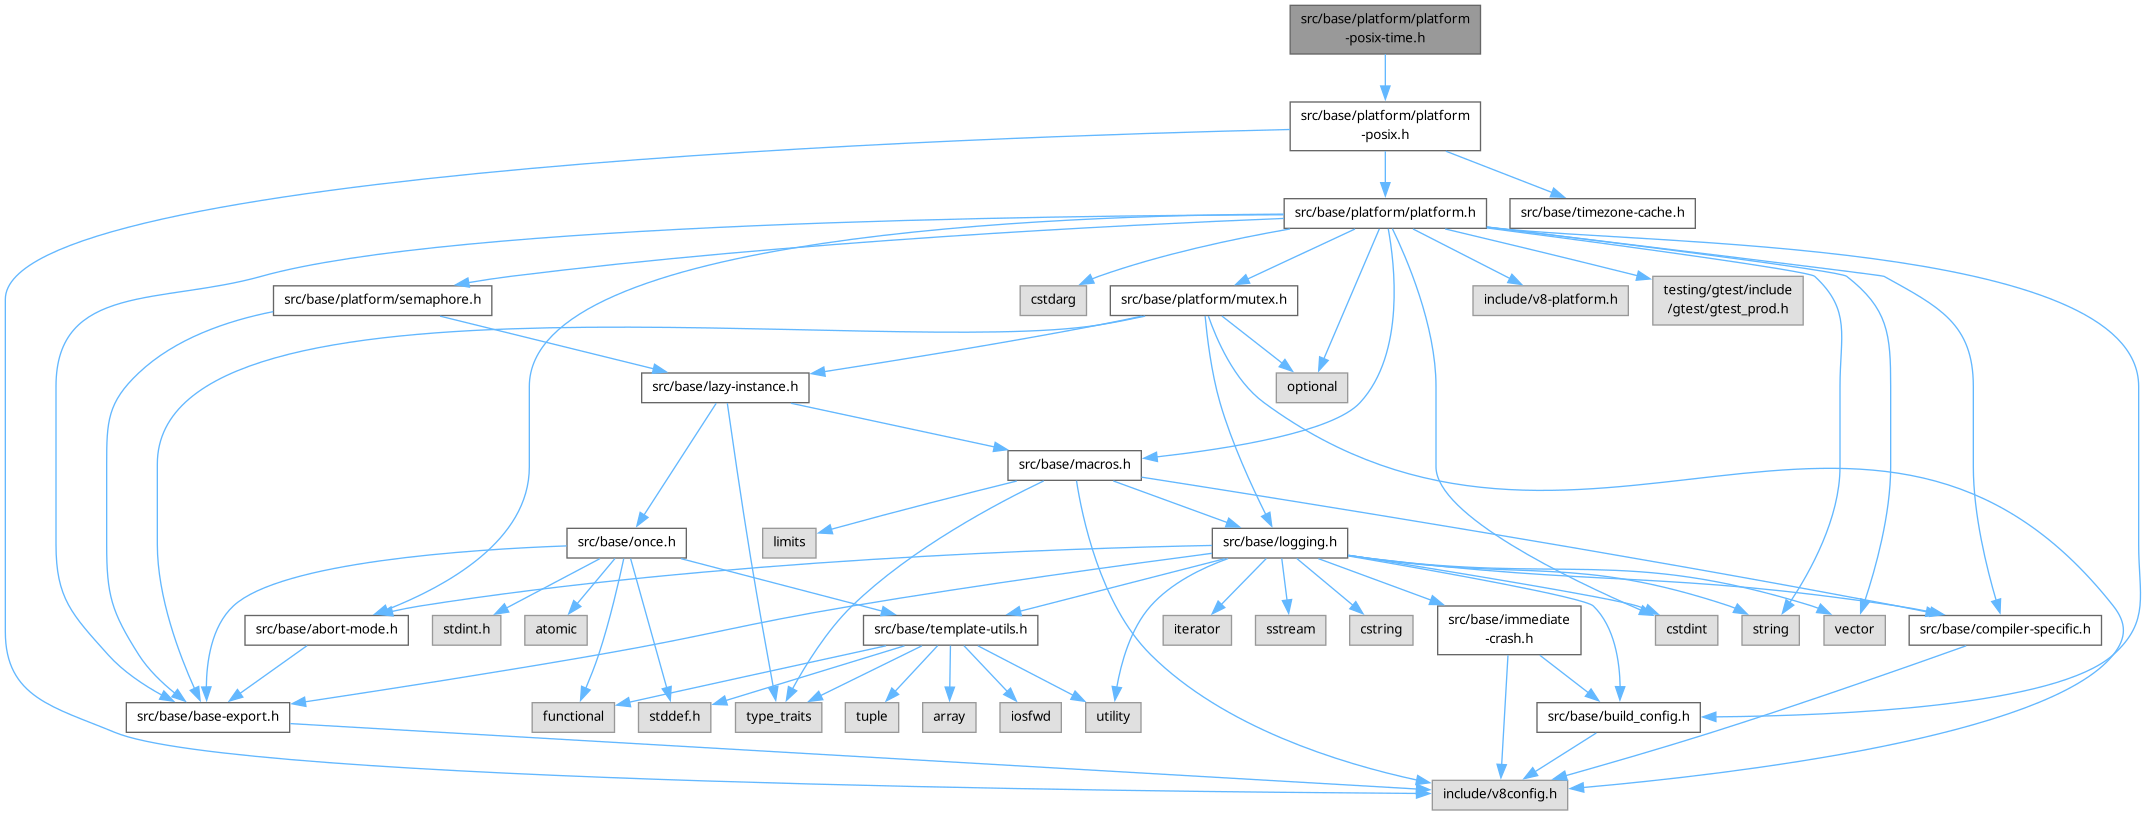 src/base/platform/platform
-posix-time.h
src/base/platform/platform
-posix.h
src/base/platform/platform.h
src/base/timezone-cache.h
src/base/platform/semaphore.h
cstdarg
src/base/platform/mutex.h
include/v8-platform.h
testing/gtest/include
/gtest/gtest_prod.h
src/base/lazy-instance.h
optional
src/base/macros.h
src/base/once.h
limits
src/base/logging.h
src/base/abort-mode.h
stdint.h
atomic
src/base/template-utils.h
iterator
sstream
cstring
src/base/immediate
-crash.h
cstdint
string
vector
src/base/compiler-specific.h
src/base/base-export.h
functional
stddef.h
type_traits
tuple
array
iosfwd
utility
src/base/build_config.h
include/v8config.h